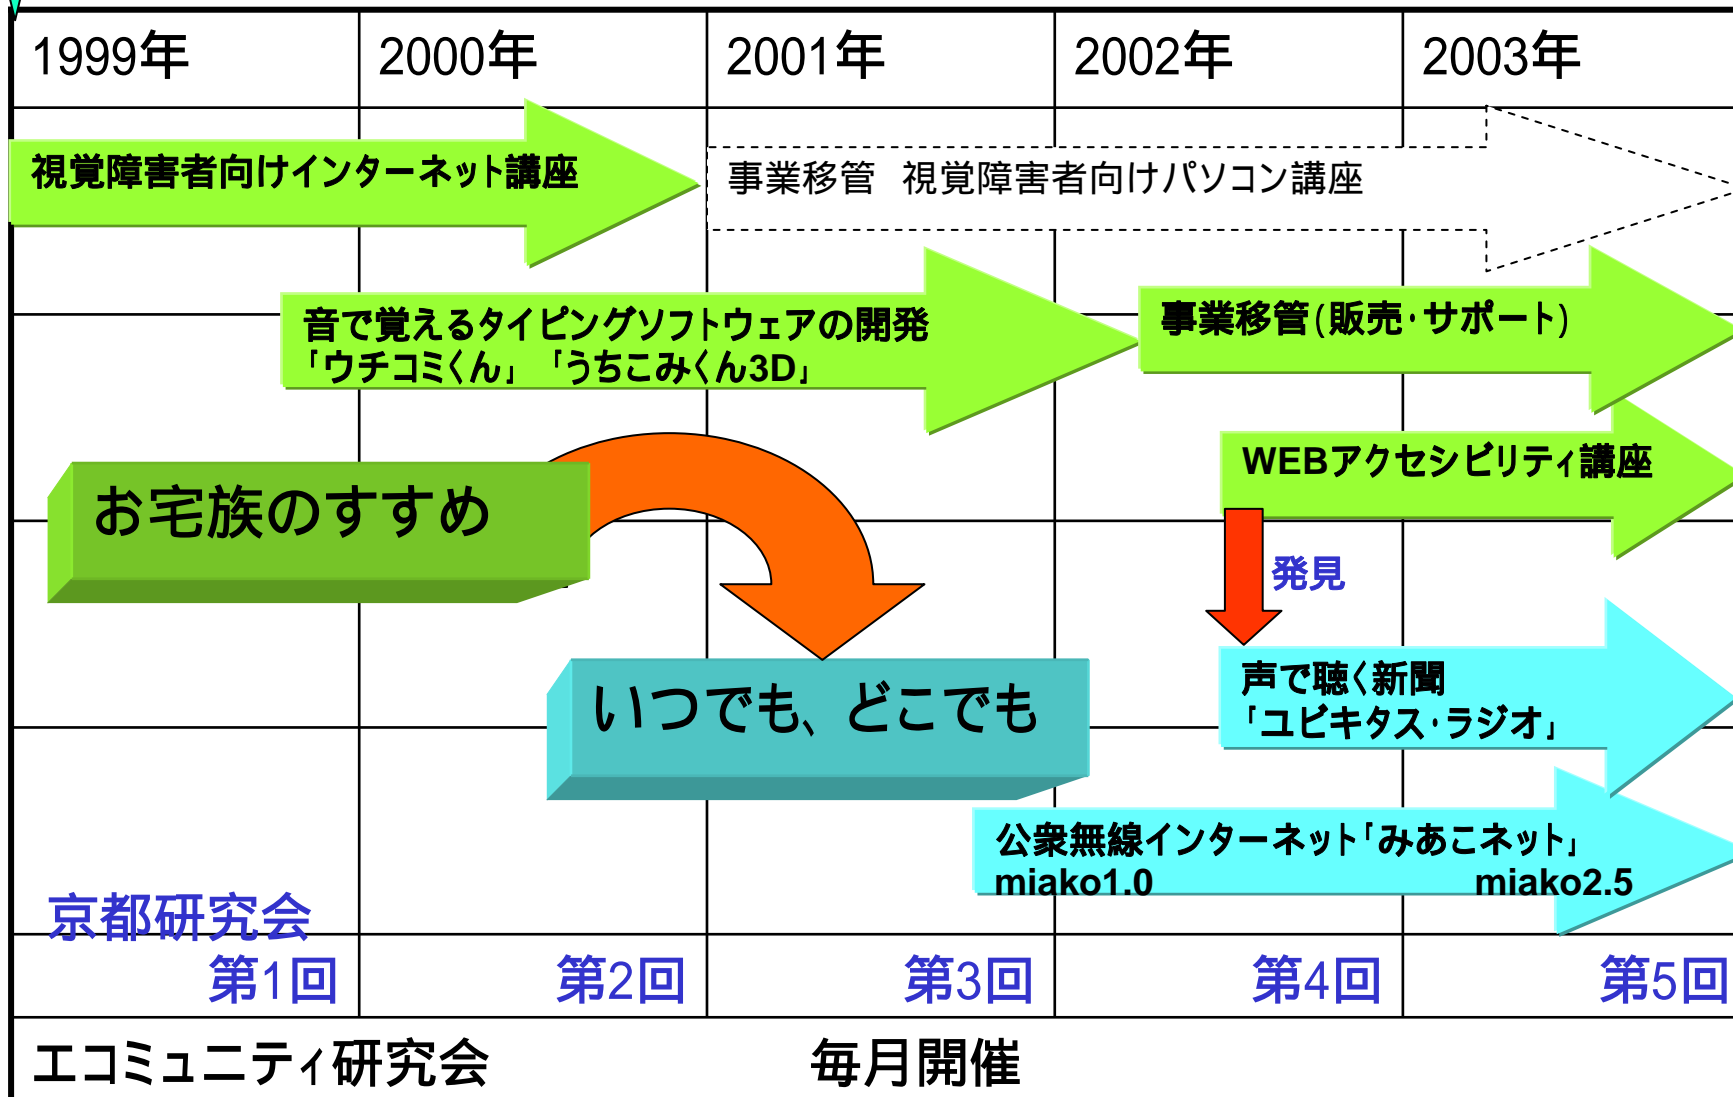 1999年 2000年 2001年 2002年 2003年
視覚障害者向けインターネット講座
事業移管 視覚障害者向けパソコン講座
音で覚えるタイピングソフトウェアの開発
「ウチコミくん」「うちこみくん3D」
事業移管(販売・サポート)
WEBアクセシビリティ講座
お宅族のすすめ
発見
いつでも、どこでも
声で聴く新聞
「ユビキタス・ラジオ」
公衆無線インターネット「みあこネット」
miako1.0 miako2.5
京都研究会
第1回 第2回 第3回 第4回 第5回
エコミュニティ研究会 毎月開催